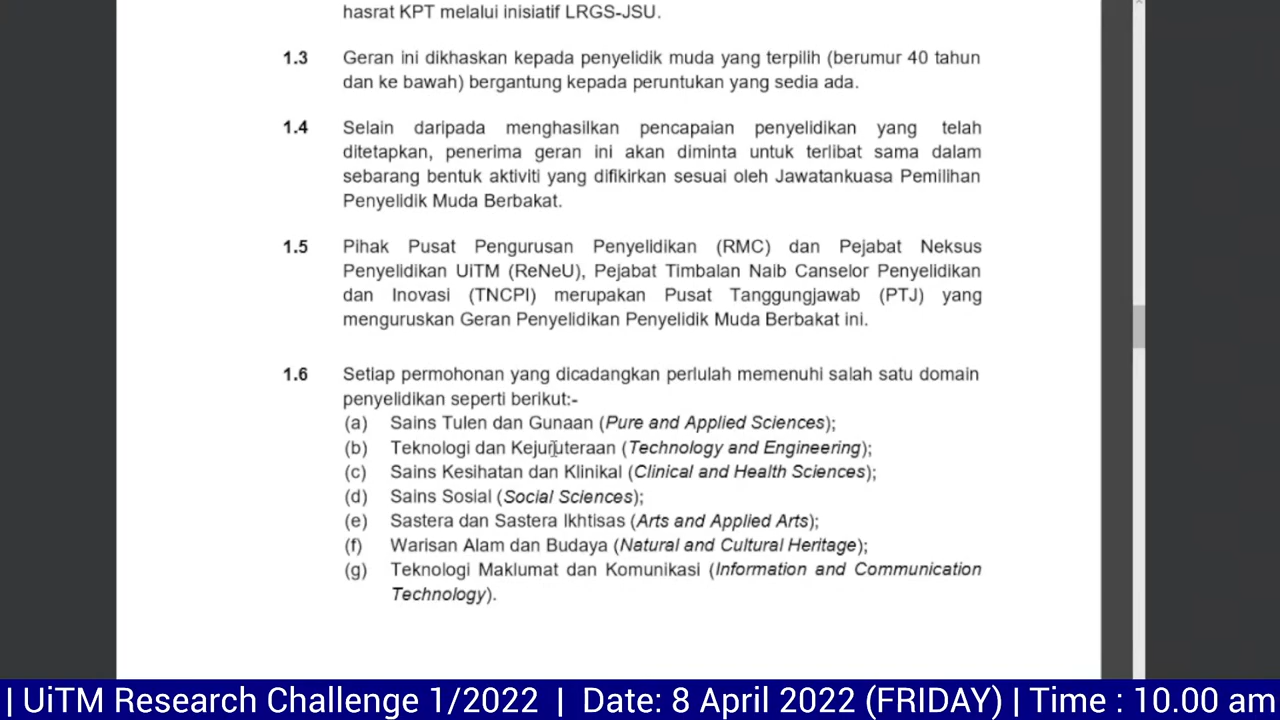 hasrat KPT melalui inisiatif LRGS-JSU.
1.3 Geran ini dikhaskan kepada penyelidik muda yang terpilih (berumur 40 tahun
dan ke bawah) bergantung kepada peruntukan yang sedia ada.
1.4 Selain daripada menghasilkan pencapaian penyelidikan yang telah
ditetapkan, penerima geran ini akan diminta untuk terlibat sama dalam
sebarang bentuk aktiviti yang difikirkan sesuai oleh Jawatankuasa Pemilihan
Penyelidik Muda Berbakat.
1.5 Pihak Pusat Pengurusan Penyelidikan (RMC) dan Pejabat Neksus
Penyelidikan UiTM (ReNeU), Pejabat Timbalan Naib Canselor Penyelidikan
dan Inovasi (TNCPI) merupakan Pusat Tanggungjawab (PTJ) yang
menguruskan Geran Penyelidikan Penyelidik Muda Berbakat ini.
1.6 Setiap permohonan yang dicadangkan perlulah memenuhi salah satu domain
penyelidikan seperti berikut:-
(a) Sains Tulen dan Gunaan (Pure and Applied Sciences);
(b) Teknologi dan Kejuruteraan (Technology and Engineering);
(c) Sains Kesihatan dan Klinikal (Clinical and Health Sciences);
(d) Sains Sosial (Social Sciences);
(e) Sastera dan Sastera Ikhtisas (Arts and Applied Arts);
(f) Warisan Alam dan Budaya (Natural and Cultural Heritage);
(g) Teknologi Maklumat dan Komunikasi (Information and Communication
Technology).
| UiTM Research Challenge 1/2022 | Date: 8 April 2022 (FRIDAY) | Time : 10.00 am